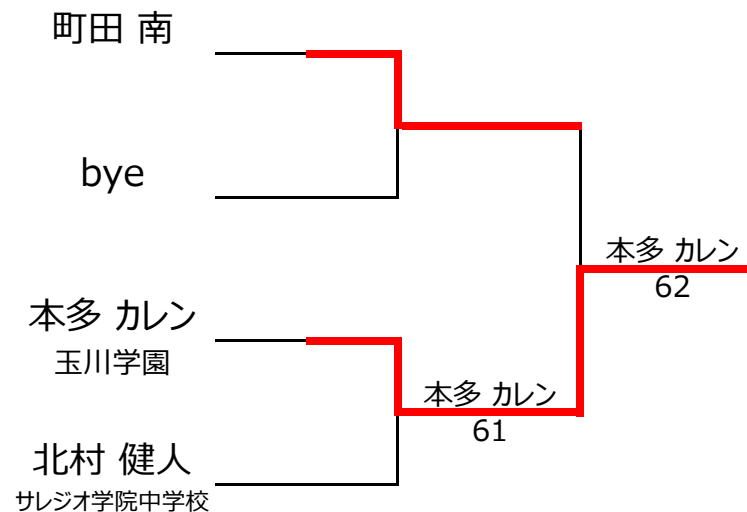 町田 南
bye
本多 カレン
玉川学園
北村 健人
サレジオ学院中学校
本多 カレン
61
本多 カレン
62